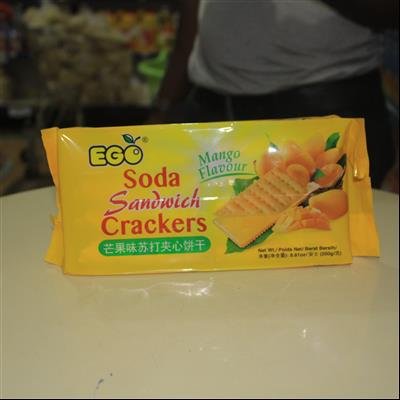 EGO®
Mango
Flavour
Soda
Sandwich
Crackers
芒果味苏打夹心饼干
Net Wt./ Poids Net/ Berat Bersih/